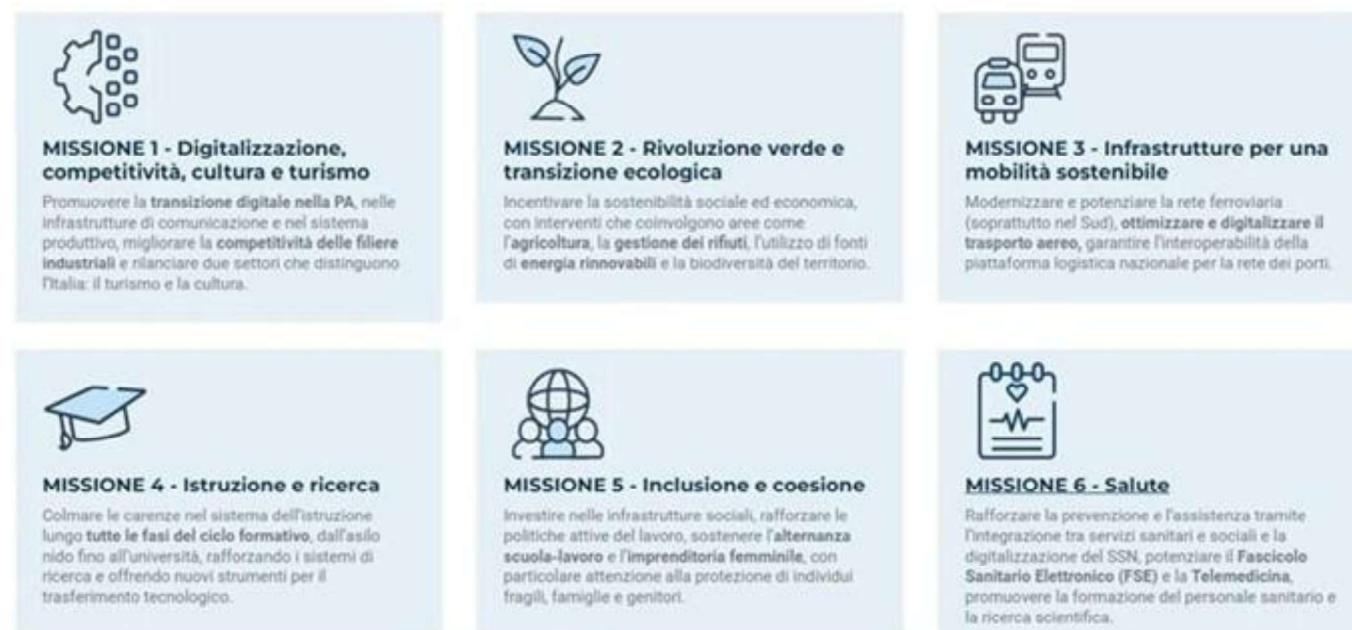 MISSIONE 1 - Digitalizzazione,
competitività, cultura e turismo
Promuovere la transizione digitale nella PA, nelle
infrastrutture di comunicazione e nel sistema
produttivo, migliorare la competitività delle filiere
industriali e rilanciare due settori che distinguono
l'Italia: il turismo e la cultura.
MISSIONE 2 - Rivoluzione verde e
transizione ecologica
Incentivare la sostenibilità sociale ed economica,
con interventi che coinvolgono aree come
l'agricoltura, la gestione dei rifiuti, l'utilizzo di fonti
di energia rinnovabili e la biodiversità del territorio.
MISSIONE 3 - Infrastrutture per una
mobilità sostenibile
Modernizzare e potenziare la rete ferroviaria
(soprattutto nel Sud), ottimizzare e digitalizzare il
trasporto aereo, garantire l'interoperabilità della
piattaforma logistica nazionale per la rete dei porti.
MISSIONE 4 - Istruzione e ricerca
Colmare le carenze nel sistema dell'istruzione
lungo tutte le fasi del ciclo formativo, dall'asilo
nido fino all'università, rafforzando i sistemi di
ricerca e offrendo nuovi strumenti per il
trasferimento tecnologico.
MISSIONE 5 - Inclusione e coesione
Investire nelle infrastrutture sociali, rafforzare le
politiche attive del lavoro, sostenere l'alternanza
scuola-lavoro e l'imprenditoria femminile, con
particolare attenzione alla protezione di individui
fragili, famiglie e genitori.
MISSIONE 6 - Salute
Rafforzare la prevenzione e l'assistenza tramite
l'integrazione tra servizi sanitari e sociali e la
digitalizzazione del SSN, potenziare il Fascicolo
Sanitario Elettronico (FSE) e la Telemedicina,
promuovere la formazione del personale sanitario e
la ricerca scientifica.